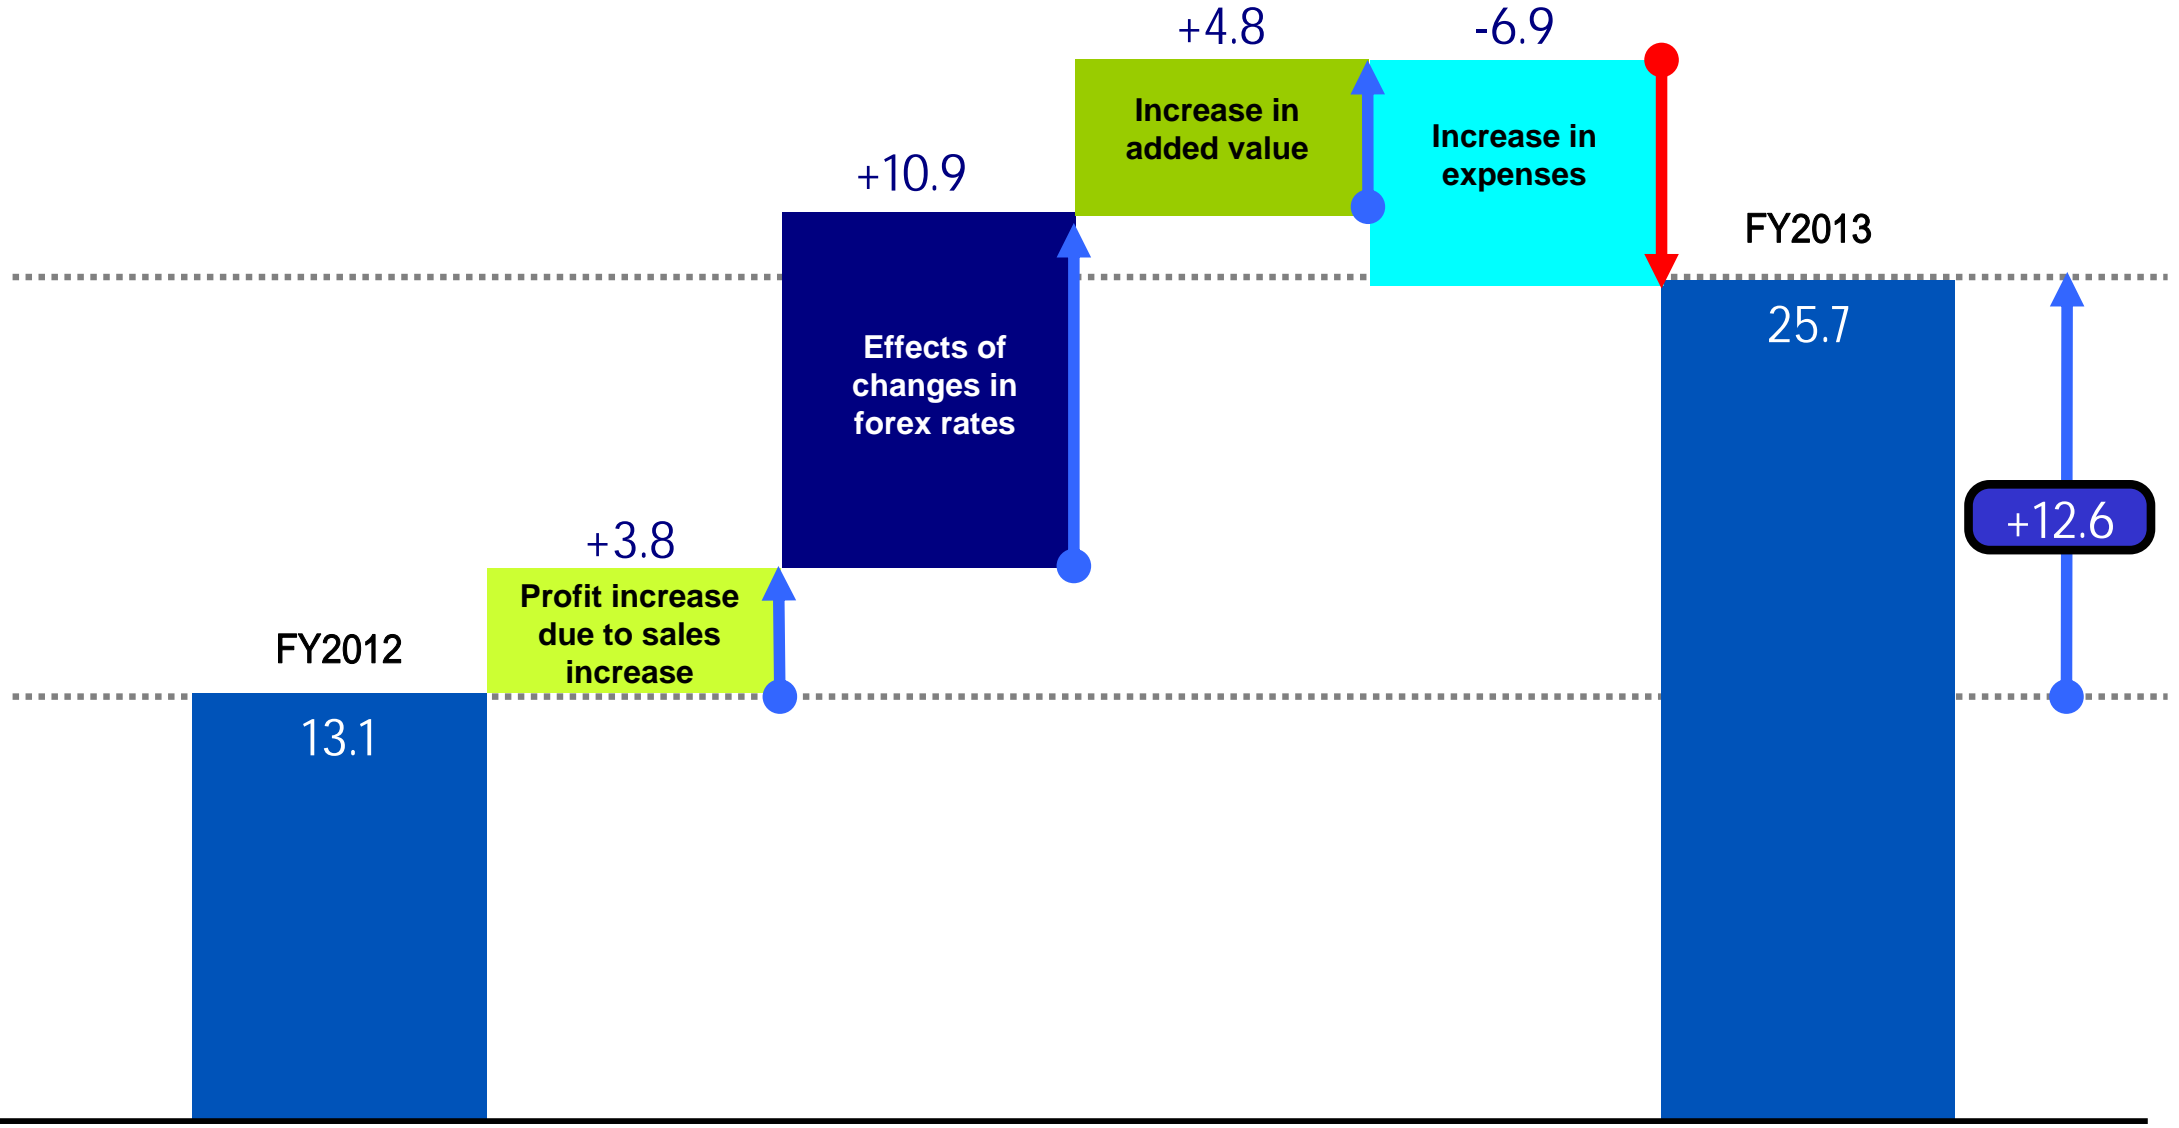 +4.8
-6.9
Increase in
added value
Increase in
expenses
+10.9
FY2013
25.7
Effects of
changes in
forex rates
+12.6
+3.8
Profit increase
due to sales
increase
FY2012
13.1